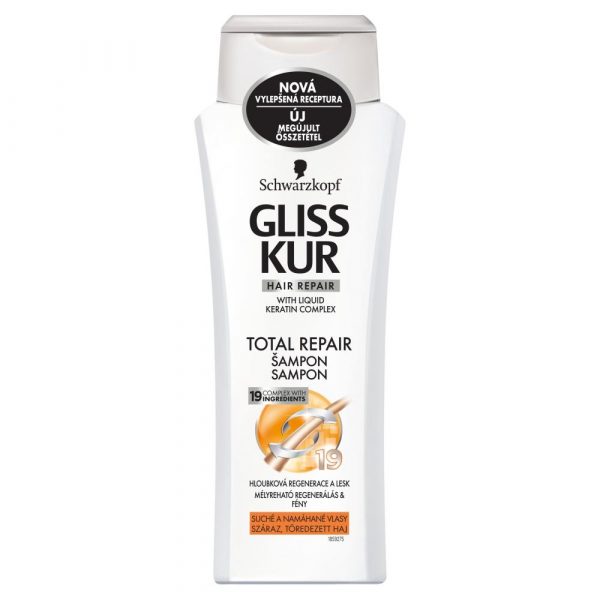 NOVÁ
VYLEPŠENÁ RECEPTURA
ÚJ
MEGÚJULT
ÖSSZETÉTEL
Schwarzkopf
GLISS
KUR
HAIR REPAIR
WITH LIQUID
KERATIN COMPLEX
TOTAL REPAIR
ŠAMPON
SAMPON
19 COMPLEX WITH
INGREDIENTS
19
HLOUBKOVÁ REGENERACE A LESK
MÉLYREHATÓ REGENERÁLÁS &
FÉNY
SUCHÉ A NAMÁHANÉ VLASY
SZÁRAZ, TÖREDEZETT HAJ
1859275